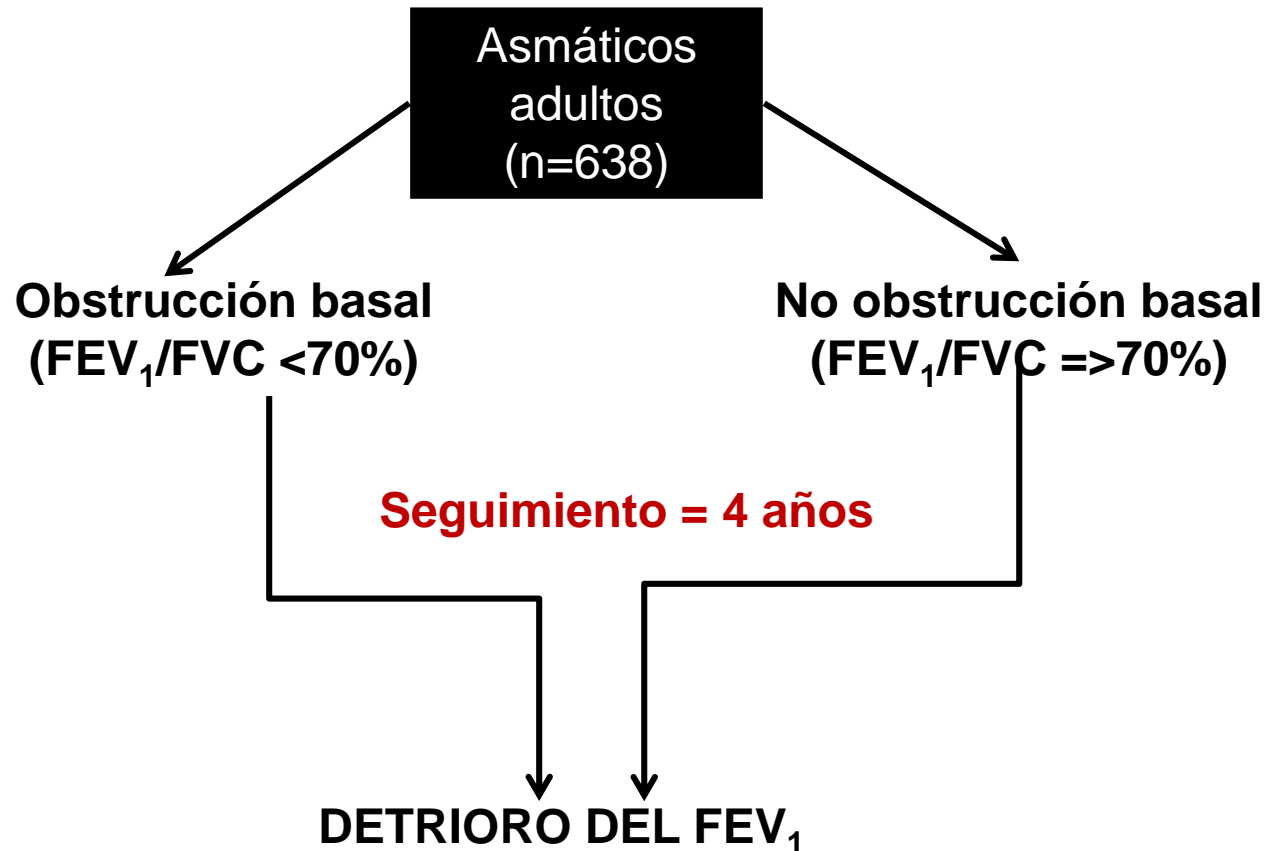 Asmáticos
adultos
(n=638)
Obstrucción basal
(FEV₁/FVC <70%)
No obstrucción basal
(FEV₁/FVC =>70%)
Seguimiento = 4 años
DETRIORO DEL FEV₁